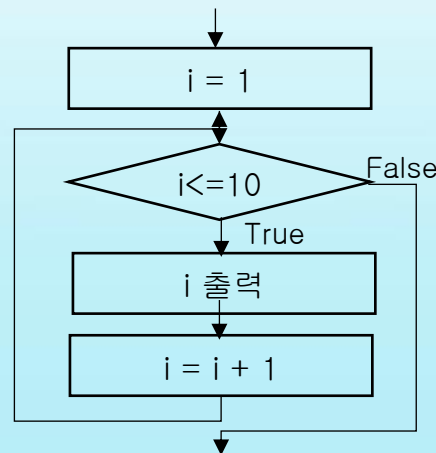 i = 1
i<=10
False
True
i 출력
i = i + 1